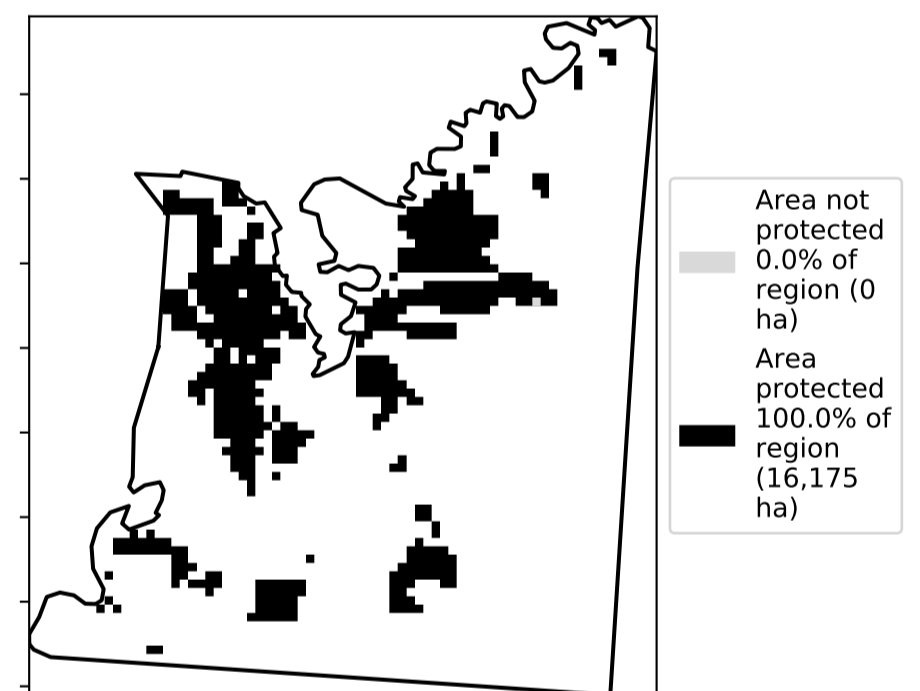 Area not
protected
0.0% of
region (0
ha)
Area
protected
100.0% of
region
(16,175
ha)